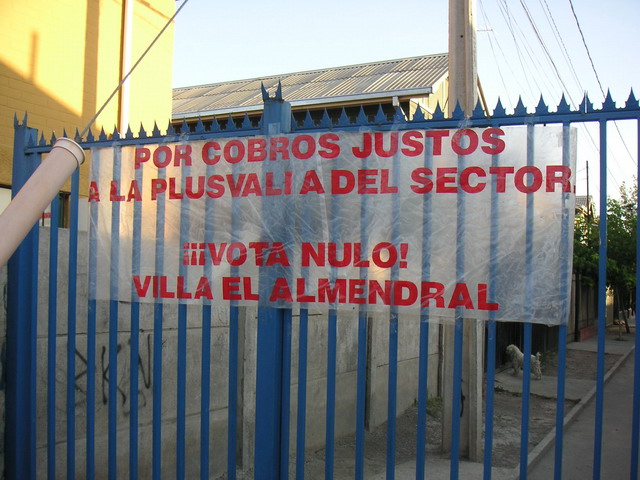 POR COBROS JUSTOS
A LA PLUSVALIA DEL SECTOR
¡¡¡VOTA NULO!
VILLA EL ALMENDRAL